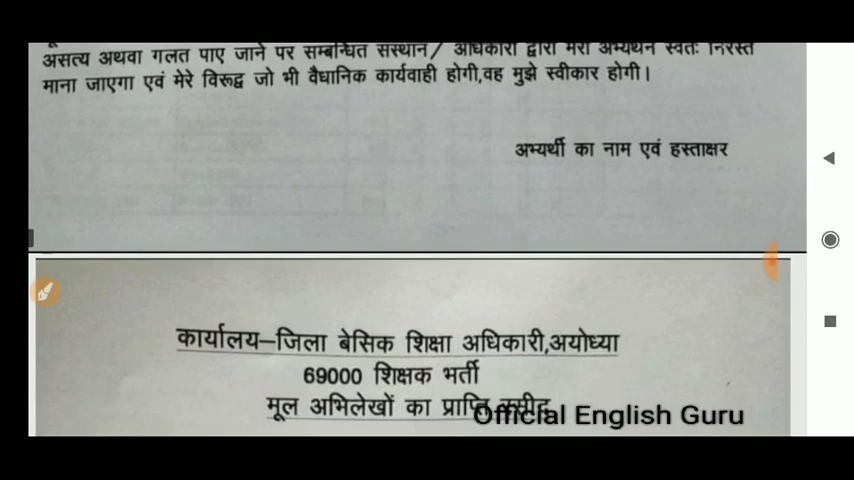 असत्य अथवा गलत पाए जाने पर सम्बन्धित संस्थान/ अधिकारी द्वारा मेरा अभ्यर्थन स्वतः निरस्त
माना जाएगा एवं मेरे विरूद्व जो भी वैधानिक कार्यवाही होगी,वह मुझे स्वीकार होगी।
अभ्यर्थी का नाम एवं हस्ताक्षर
कार्यालय–जिला बेसिक शिक्षा अधिकारी,अयोध्या
69000 शिक्षक भर्ती
मूल अभिलेखों का प्राप्ति रसीद
Official English Guru